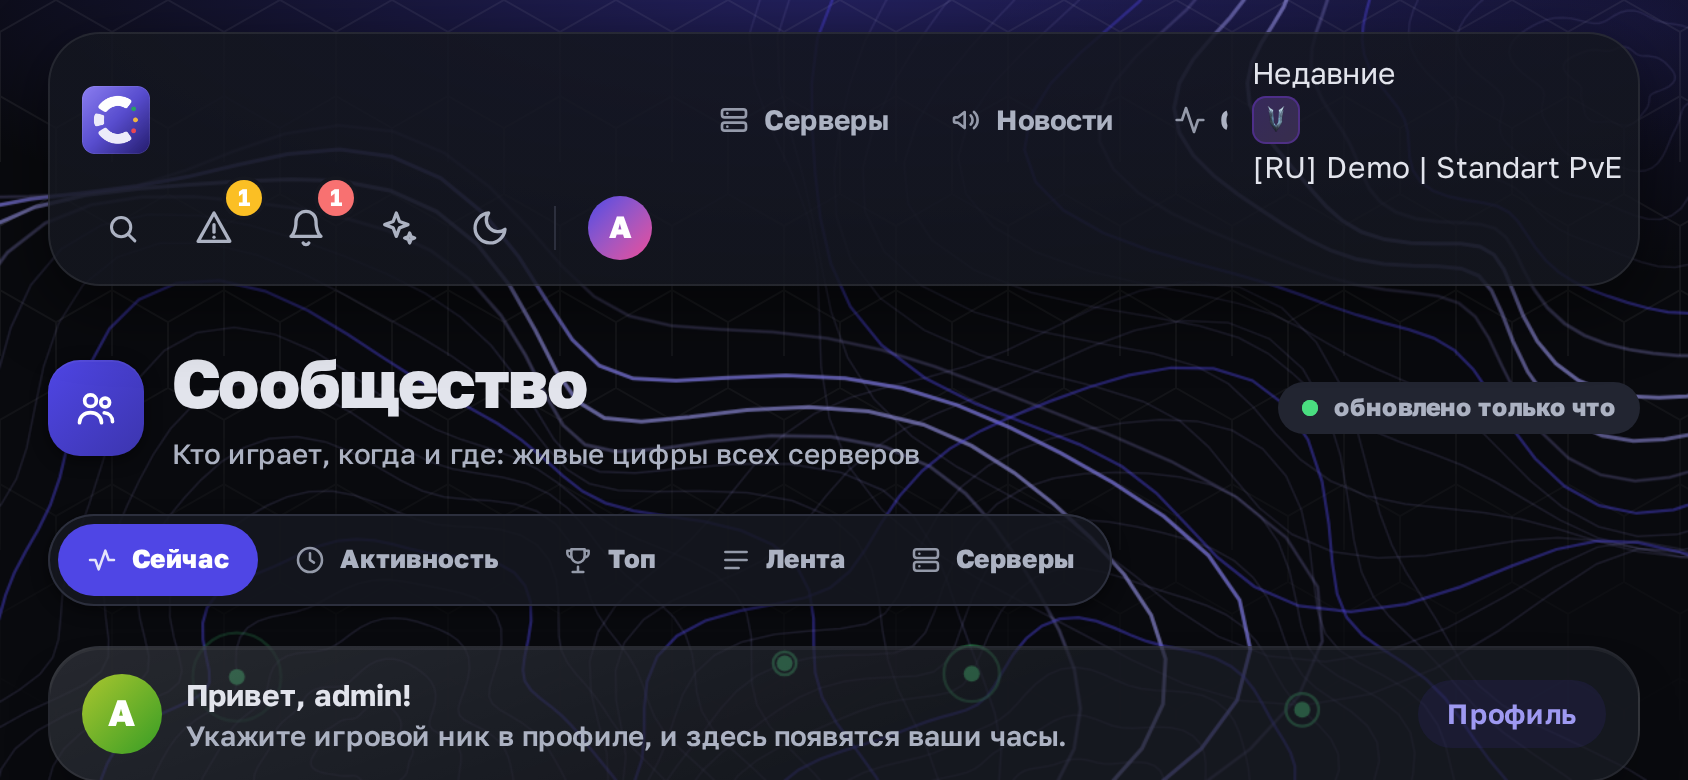 Недавние
Серверы
Новости
[RU] Demo | Standart PvE
1
1
A
Сообщество
Кто играет, когда и где: живые цифры всех серверов
обновлено только что
Сейчас
Активность
Топ
Лента
Серверы
A
Привет, admin!
Укажите игровой ник в профиле, и здесь появятся ваши часы.
Профиль